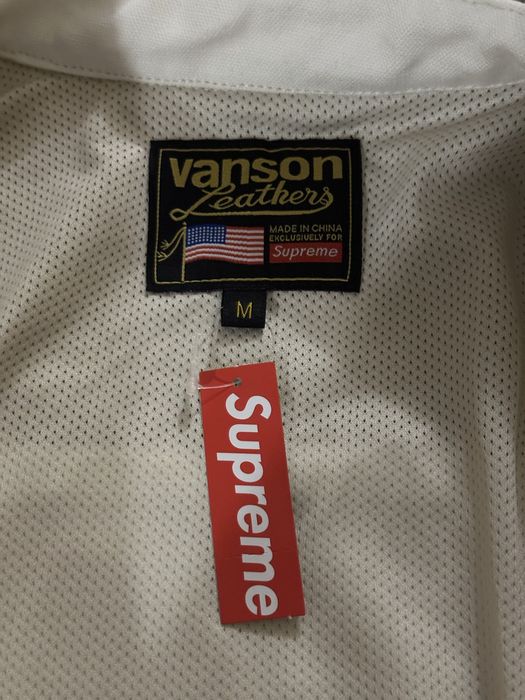 vanson
Leathers
MADE IN CHINA
EXCLUSIVELY FOR
Supreme
M
Supreme